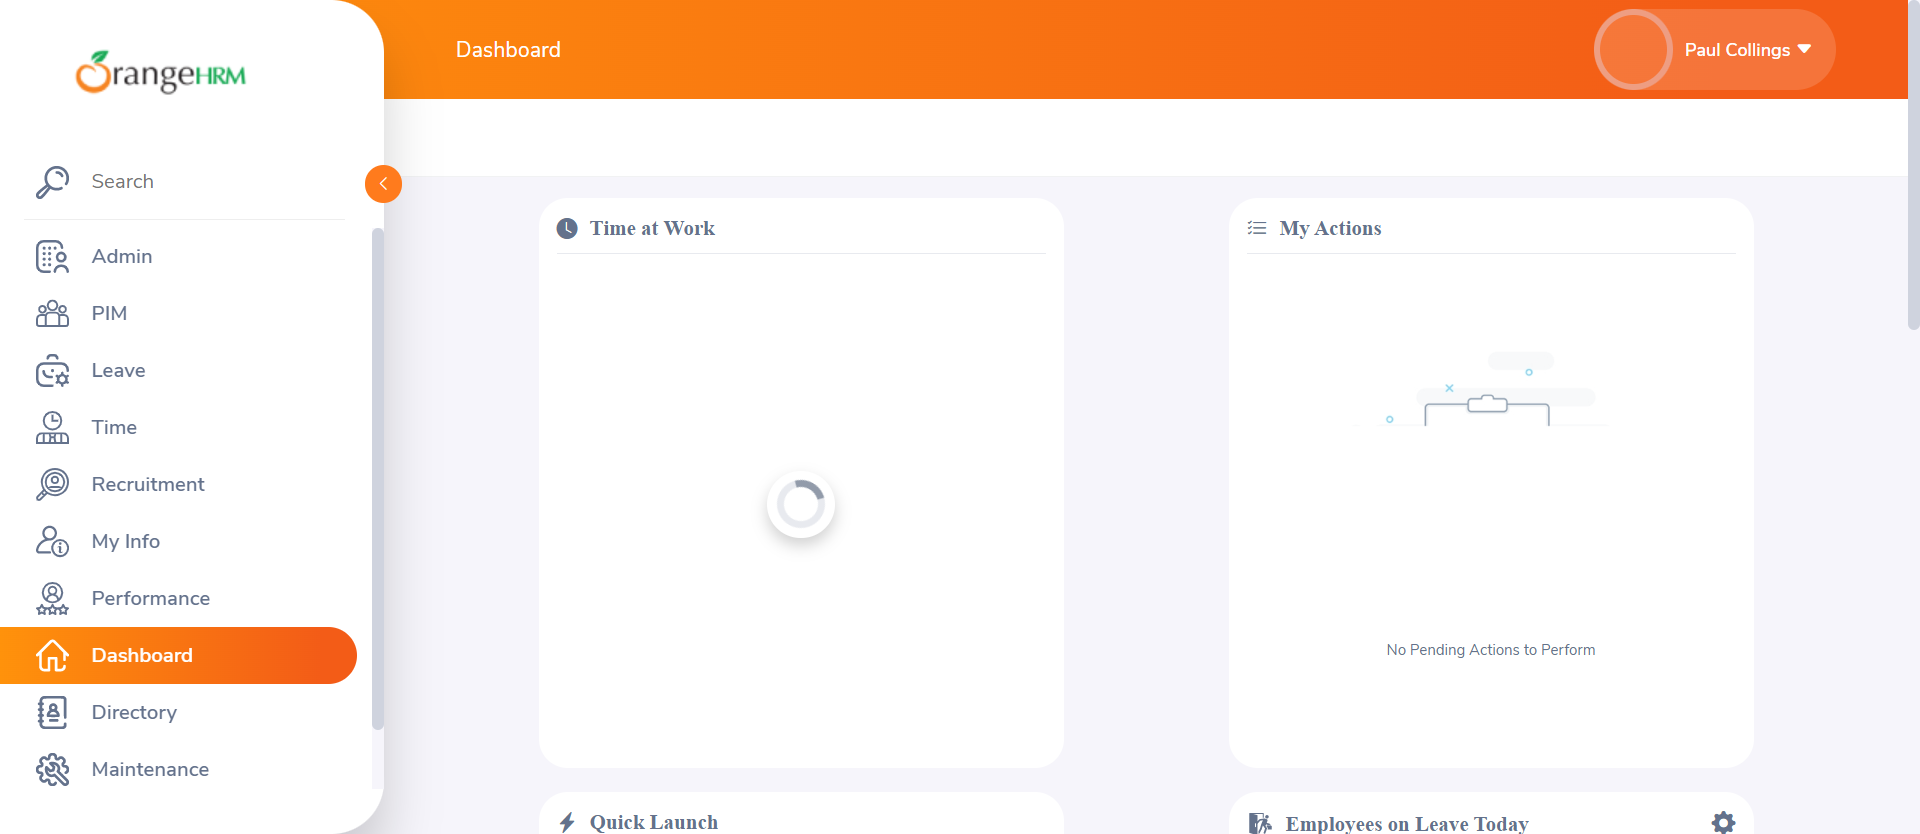 OrangeHRM
Dashboard
Paul Collings
Search
Admin
PIM
Leave
Time
Recruitment
My Info
Performance
Dashboard
Directory
Maintenance
Time at Work
My Actions
No Pending Actions to Perform
Quick Launch
Employees on Leave Today